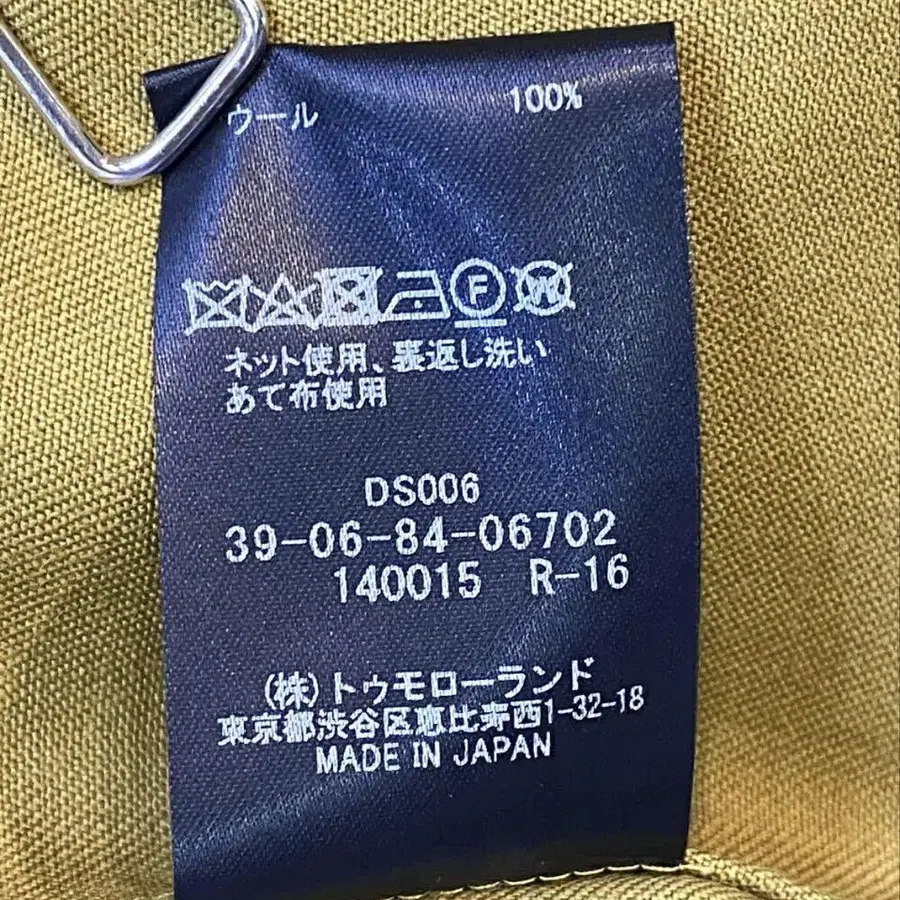 ウール 100%
F W
ネット使用、裏返し洗い
あて布使用
DS006
39-06-84-06702
140015 R-16
(株)トゥモローランド
東京都渋谷区恵比寿西1-32-18
MADE IN JAPAN